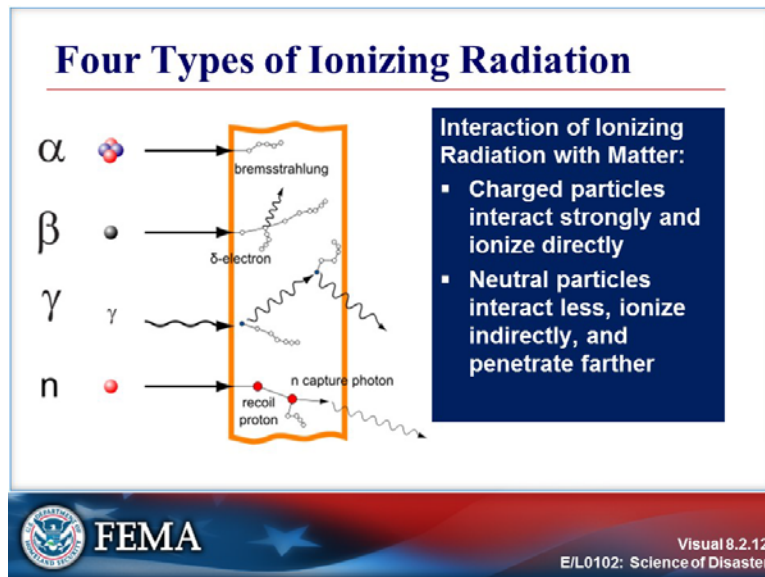 Four Types of Ionizing Radiation
α
bremsstrahlung
β
δ-electron
γ
γ
n
n capture photon
recoil
proton
Interaction of Ionizing
Radiation with Matter:
▪ Charged particles
interact strongly and
ionize directly
▪ Neutral particles
interact less, ionize
indirectly, and
penetrate farther
FEMA
Visual 8.2.12
E/L0102: Science of Disaster